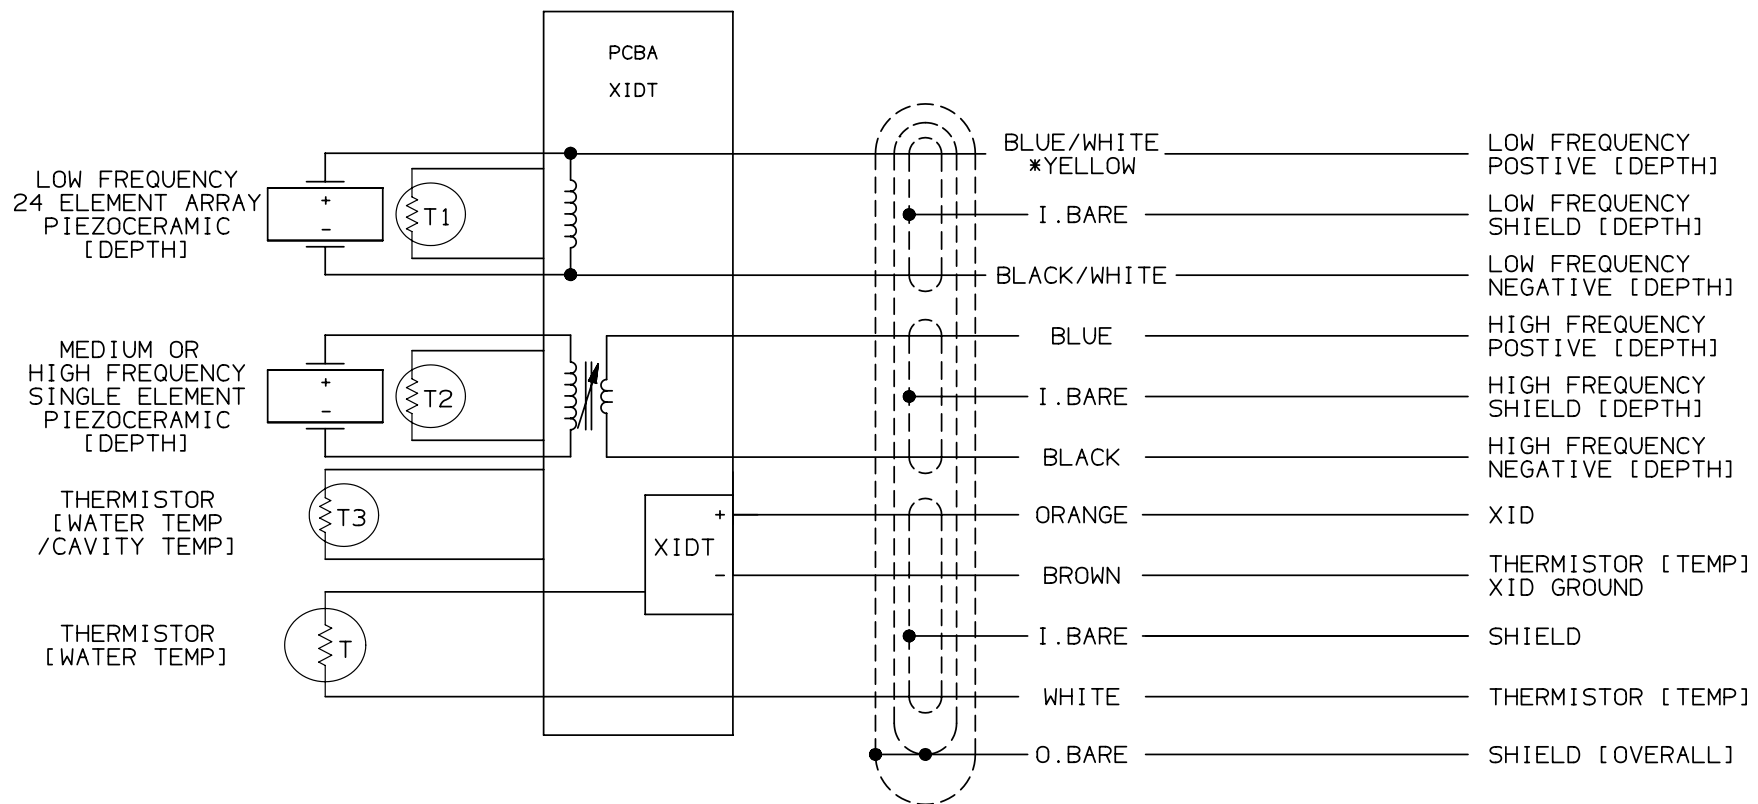 PCBA
XIDT
LOW FREQUENCY
24 ELEMENT ARRAY
PIEZOCERAMIC
[DEPTH]
+
−
T1
MEDIUM OR
HIGH FREQUENCY
SINGLE ELEMENT
PIEZOCERAMIC
[DEPTH]
+
−
T2
THERMISTOR
[WATER TEMP
/CAVITY TEMP]
T3
THERMISTOR
[WATER TEMP]
T
XIDT
+
−
BLUE/WHITE
*YELLOW
LOW FREQUENCY
POSTIVE [DEPTH]
I.BARE
LOW FREQUENCY
SHIELD [DEPTH]
BLACK/WHITE
LOW FREQUENCY
NEGATIVE [DEPTH]
BLUE
HIGH FREQUENCY
POSTIVE [DEPTH]
I.BARE
HIGH FREQUENCY
SHIELD [DEPTH]
BLACK
HIGH FREQUENCY
NEGATIVE [DEPTH]
ORANGE
XID
BROWN
THERMISTOR [TEMP]
XID GROUND
I.BARE
SHIELD
WHITE
THERMISTOR [TEMP]
O.BARE
SHIELD [OVERALL]